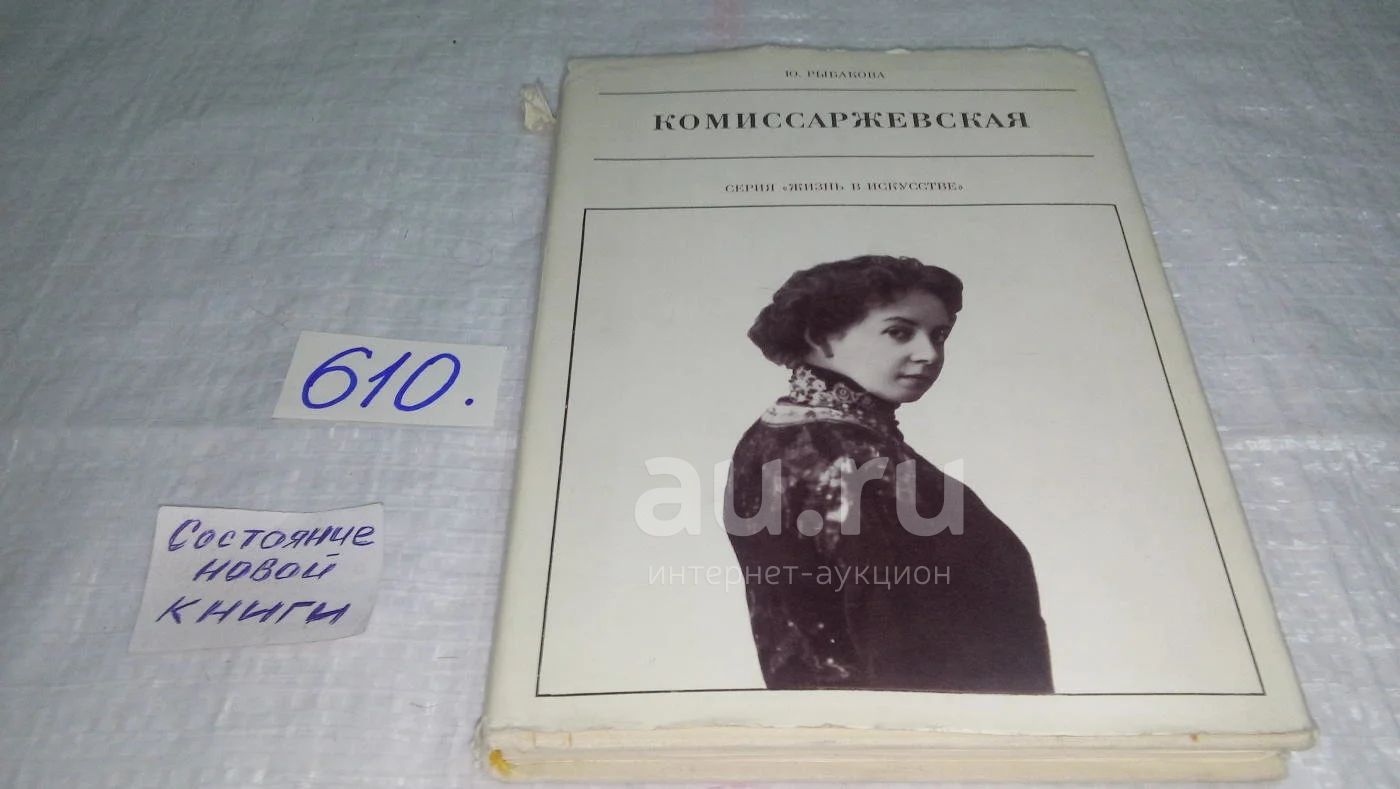 Ю. РЫБАКОВА
КОМИССАРЖЕВСКАЯ
СЕРИЯ «ЖИЗНЬ В ИСКУССТВЕ»
610.
Состояние
новой
книги
au.ru
интернет-аукцион